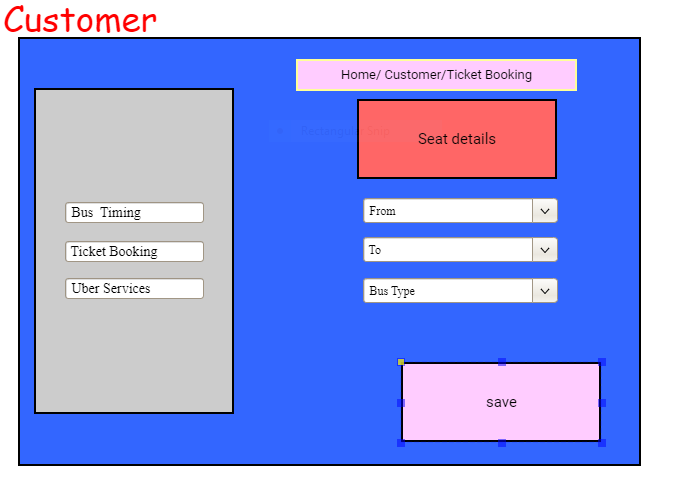 Customer
Home/ Customer/Ticket Booking
Seat details
Bus Timing
From
Ticket Booking
To
Uber Services
Bus Type
save